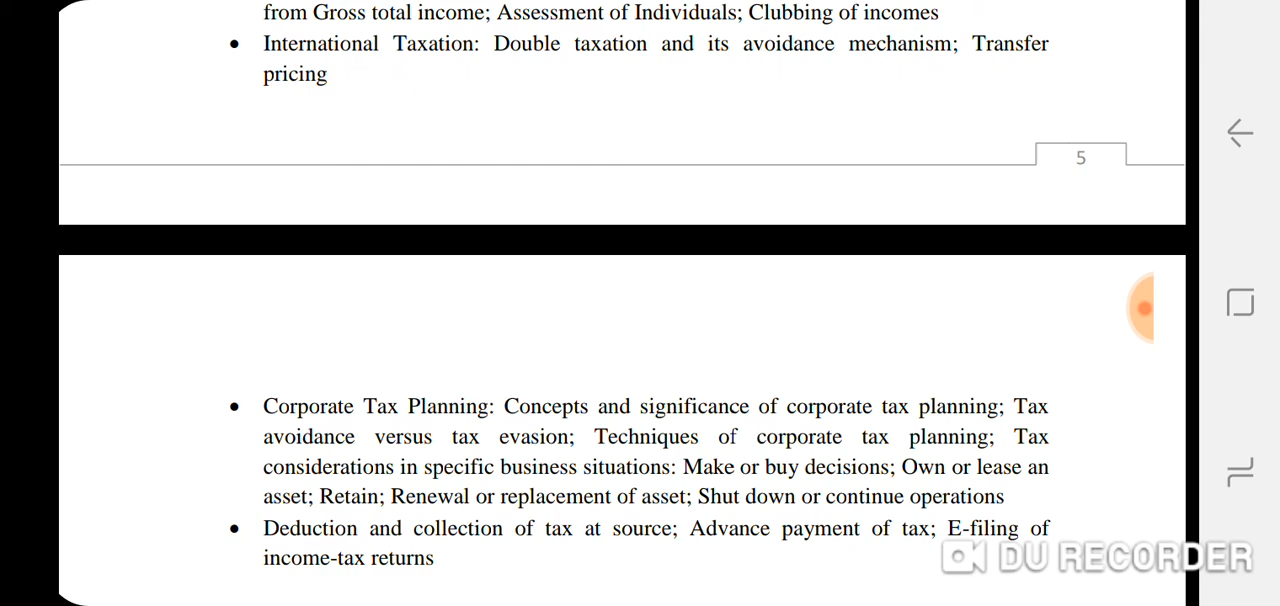 from Gross total income; Assessment of Individuals; Clubbing of incomes
• International Taxation: Double taxation and its avoidance mechanism; Transfer
pricing
5
• Corporate Tax Planning: Concepts and significance of corporate tax planning; Tax
avoidance versus tax evasion; Techniques of corporate tax planning; Tax
considerations in specific business situations: Make or buy decisions; Own or lease an
asset; Retain; Renewal or replacement of asset; Shut down or continue operations
• Deduction and collection of tax at source; Advance payment of tax; E-filing of
income-tax returns
DU RECORDER